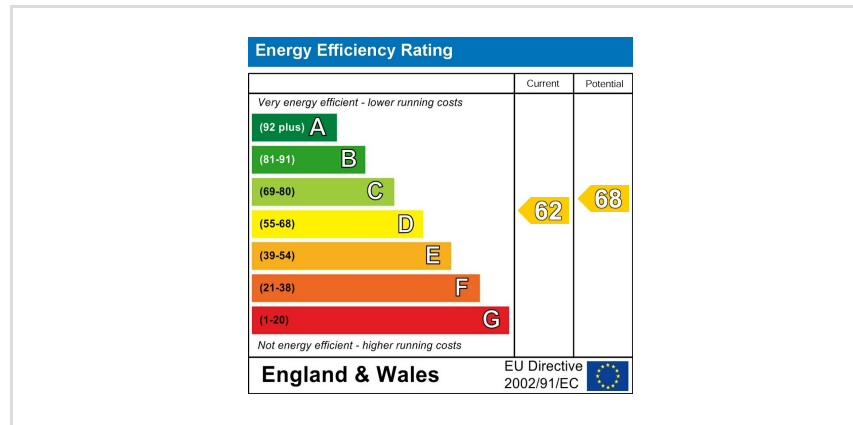 Energy Efficiency Rating
Current Potential
Very energy efficient - lower running costs
(92 plus) A
(81-91) B
(69-80) C
(55-68) D
(39-54) E
(21-38) F
(1-20) G
62
68
Not energy efficient - higher running costs
England & Wales
EU Directive
2002/91/EC